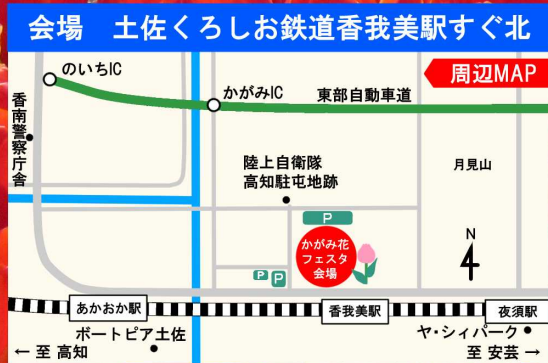 会場 土佐くろしお鉄道香我美駅すぐ北
周辺MAP
のいちIC
かがみIC
東部自動車道
香南警察庁舎
陸上自衛隊
高知駐屯地跡
月見山
P
かがみ花
フェスタ
会場
P
P
N
あかおか駅
香我美駅
夜須駅
ボートピア土佐
ヤ・シィパーク
← 至 高知
至 安芸 →